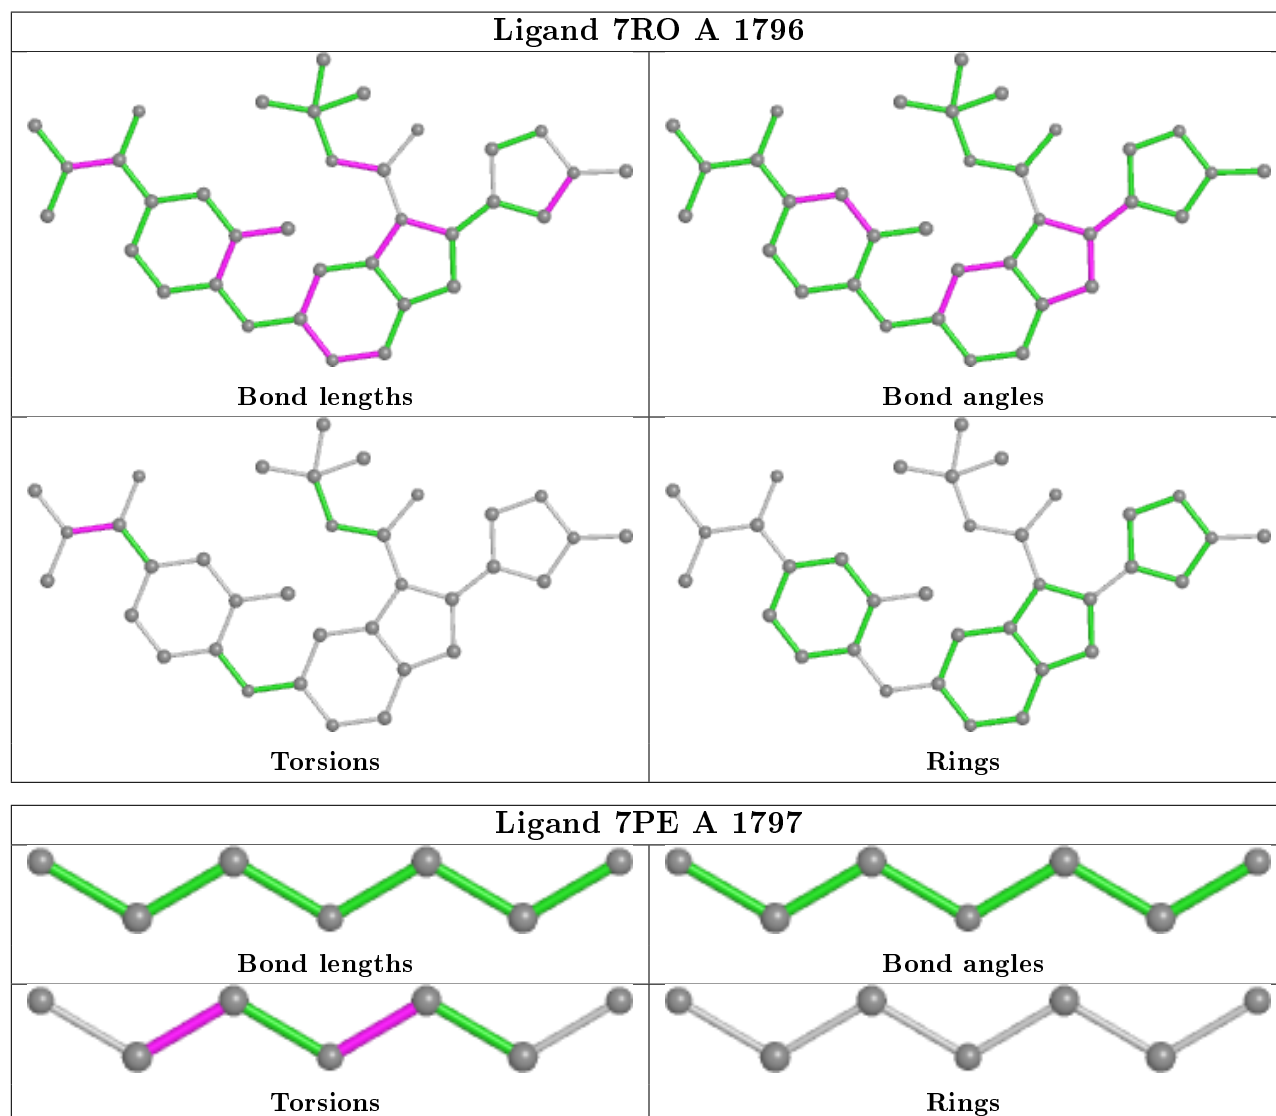 Ligand 7RO A 1796
Bond lengths
Bond angles
Torsions
Rings
Ligand 7PE A 1797
Bond lengths
Bond angles
Torsions
Rings